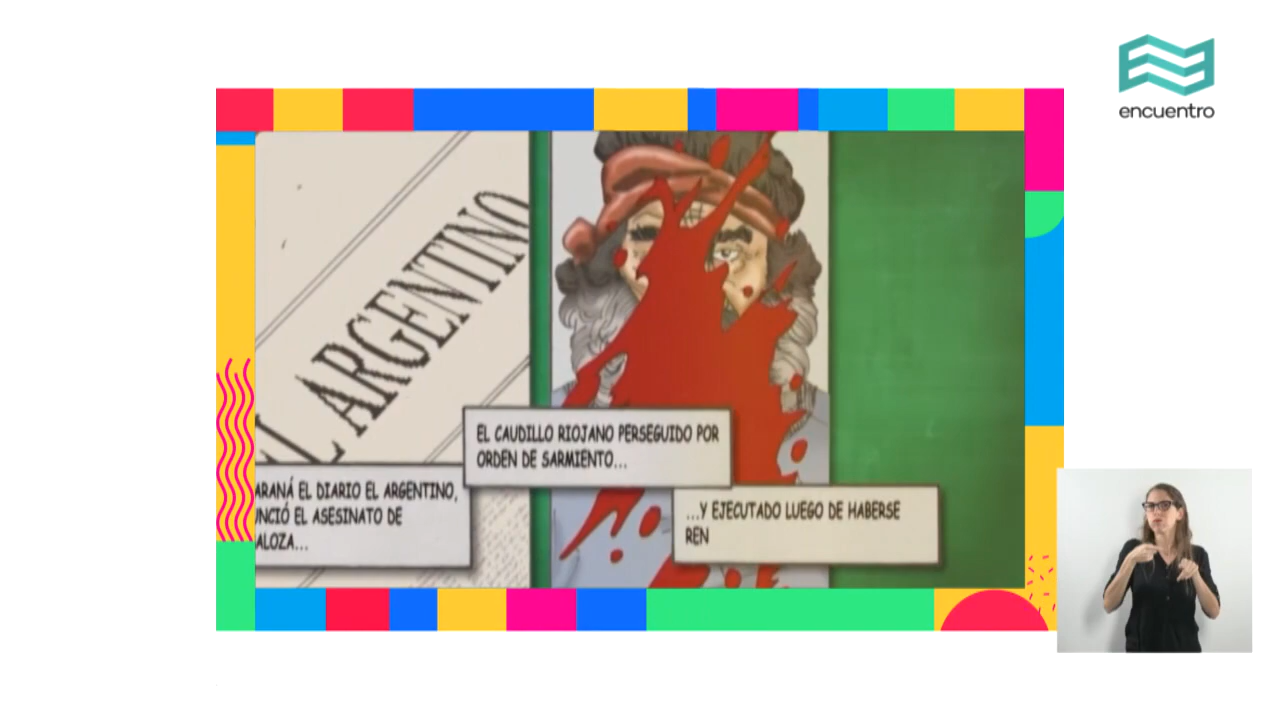 encuentro
EL ARGENTINO
ARANÁ EL DIARIO EL ARGENTINO,
NCIÓ EL ASESINATO DE
ALOZA...
EL CAUDILLO RIOJANO PERSEGUIDO POR
ORDEN DE SARMIENTO...
...Y EJECUTADO LUEGO DE HABERSE
REN